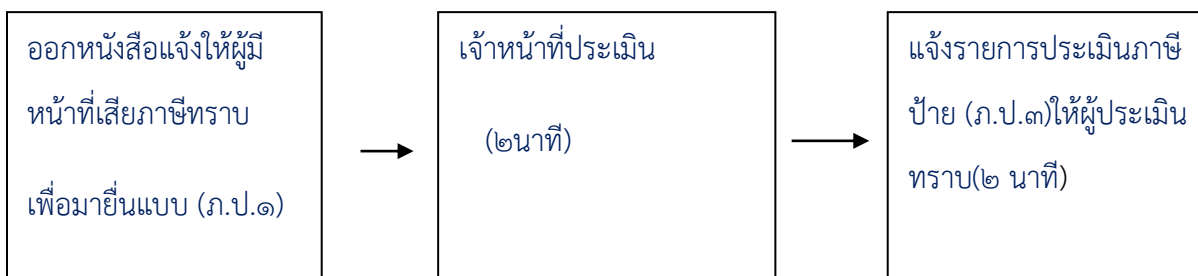 ออกหนังสือแจ้งให้ผู้มี
หน้าที่เสียภาษีทราบ
เพื่อมายื่นแบบ (ภ.ป.๑)
เจ้าหน้าที่ประเมิน
(๒นาที)
แจ้งรายการประเมินภาษี
ป้าย (ภ.ป.๓)ให้ผู้ประเมิน
ทราบ(๒ นาที)